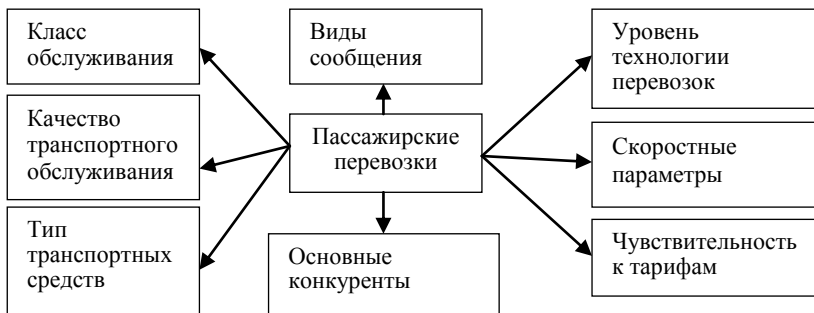 Класс
обслуживания
Виды
сообщения
Уровень
технологии
перевозок
Качество
транспортного
обслуживания
Пассажирские
перевозки
Скоростные
параметры
Тип
транспортных
средств
Основные
конкуренты
Чувствительность
к тарифам